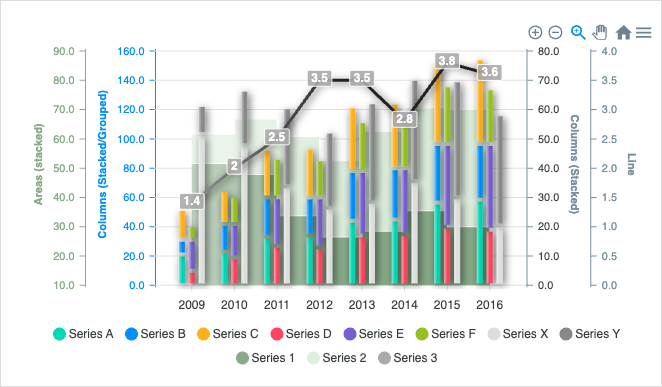 90.0 160.0 80.0 4.0
80.0 140.0 70.0 3.5
70.0 120.0 60.0 3.0
60.0 100.0 50.0 2.5
50.0 80.0 40.0 2.0
40.0 60.0 30.0 1.5
30.0 40.0 20.0 1.0
20.0 20.0 10.0 0.5
10.0 0.0 0.0 0.0
Areas (stacked)
Columns (Stacked/Grouped)
Columns (Stacked)
Line
1.4 2 2.5 3.5 3.5 2.8 3.8 3.6
2009 2010 2011 2012 2013 2014 2015 2016
Series A Series B Series C Series D Series E Series F Series X Series Y
Series 1 Series 2 Series 3